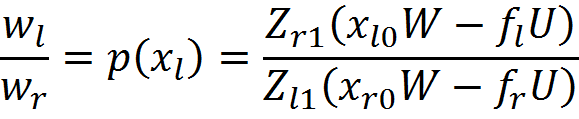 w_l / w_r = p(x_l) = Z_{r1}(x_{l0}W − f_lU) / Z_{l1}(x_{r0}W − f_rU)